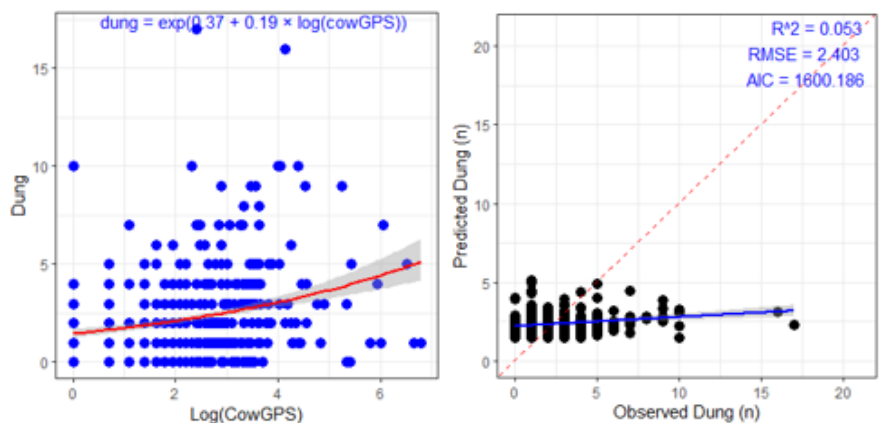 dung = exp(0.37 + 0.19 × log(cowGPS))
15
10
5
0
Dung
0
2
4
6
Log(CowGPS)
R^2 = 0.053
RMSE = 2.403
AIC = 1600.186
20
15
10
5
0
Predicted Dung (n)
0
5
10
15
20
Observed Dung (n)